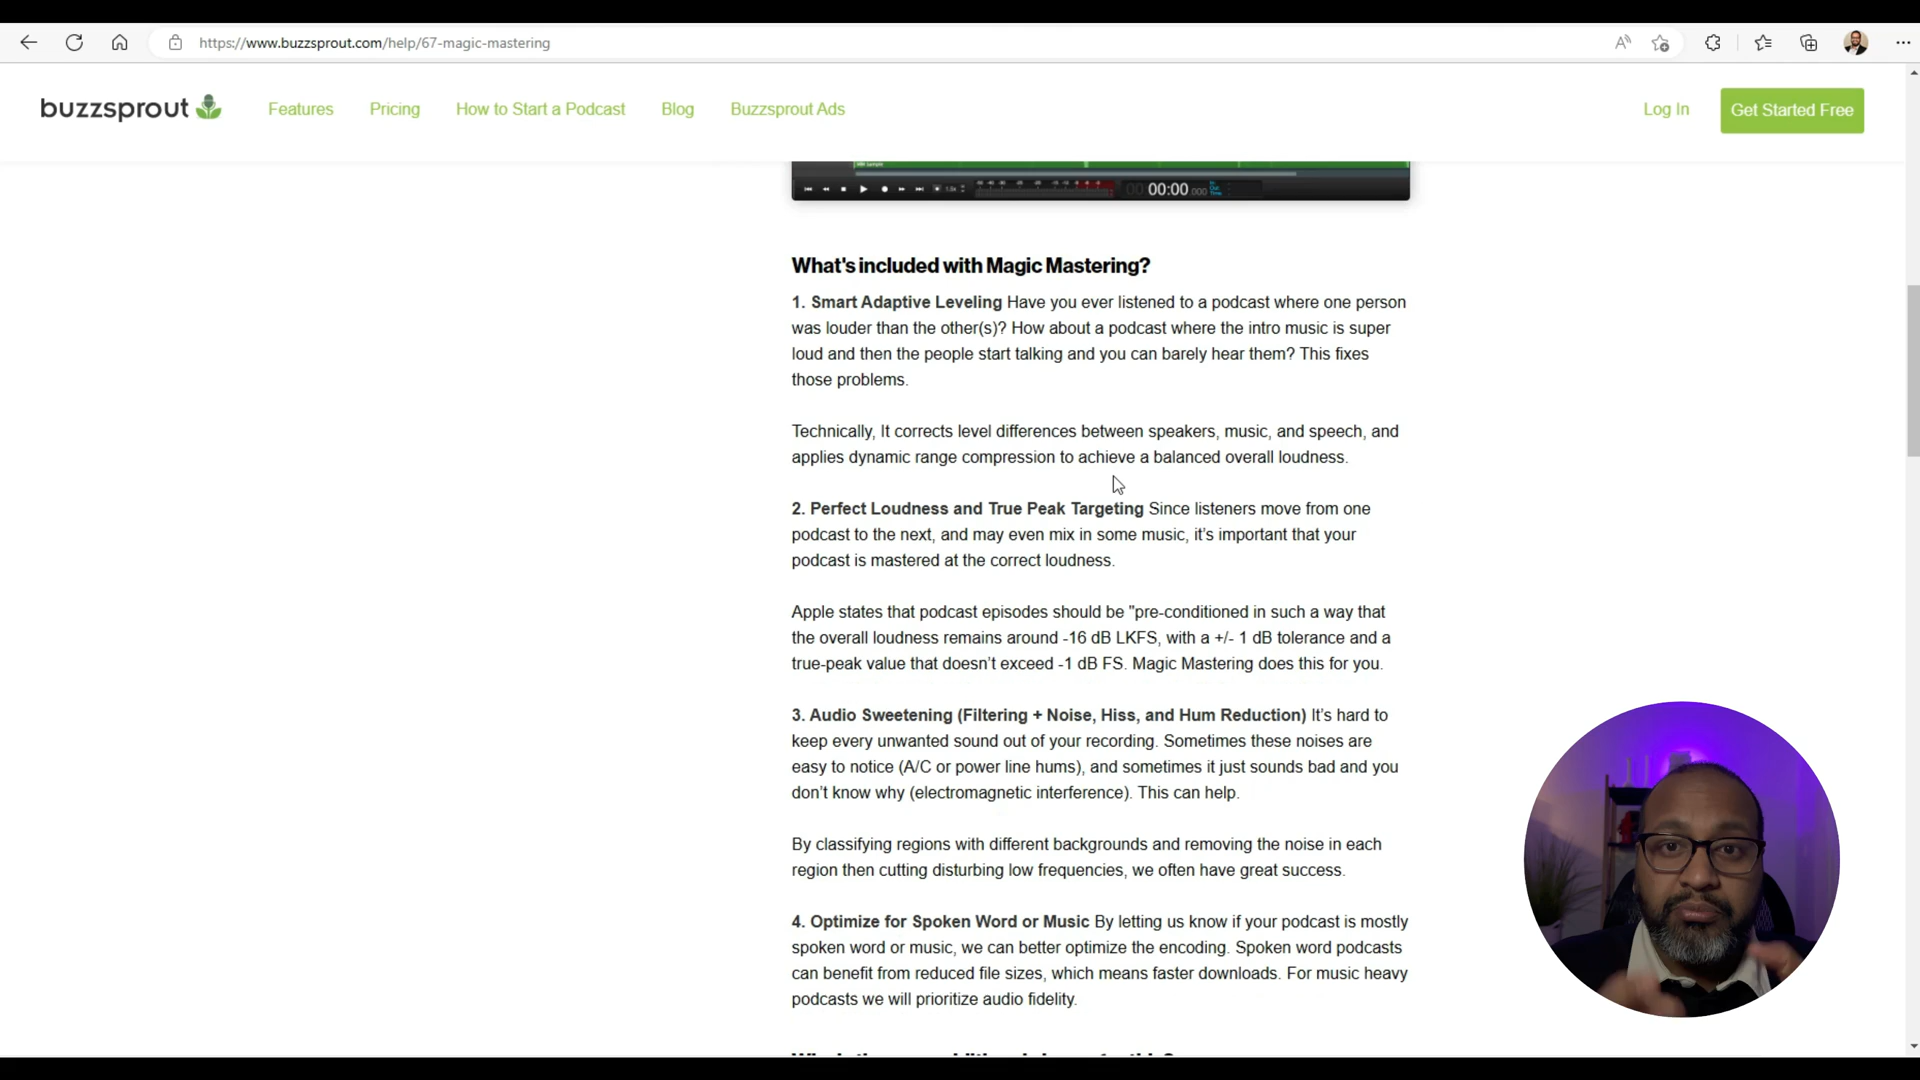 https://www.buzzsprout.com/help/67-magic-mastering
buzzsprout
Features
Pricing
How to Start a Podcast
Blog
Buzzsprout Ads
Log In
Get Started Free
00:00
What's included with Magic Mastering?
1. Smart Adaptive Leveling Have you ever listened to a podcast where one person
was louder than the other(s)? How about a podcast where the intro music is super
loud and then the people start talking and you can barely hear them? This fixes
those problems.
Technically, It corrects level differences between speakers, music, and speech, and
applies dynamic range compression to achieve a balanced overall loudness.
2. Perfect Loudness and True Peak Targeting Since listeners move from one
podcast to the next, and may even mix in some music, it’s important that your
podcast is mastered at the correct loudness.
Apple states that podcast episodes should be "pre-conditioned in such a way that
the overall loudness remains around -16 dB LKFS, with a +/- 1 dB tolerance and a
true-peak value that doesn’t exceed -1 dB FS. Magic Mastering does this for you.
3. Audio Sweetening (Filtering + Noise, Hiss, and Hum Reduction) It’s hard to
keep every unwanted sound out of your recording. Sometimes these noises are
easy to notice (A/C or power line hums), and sometimes it just sounds bad and you
don’t know why (electromagnetic interference). This can help.
By classifying regions with different backgrounds and removing the noise in each
region then cutting disturbing low frequencies, we often have great success.
4. Optimize for Spoken Word or Music By letting us know if your podcast is mostly
spoken word or music, we can better optimize the encoding. Spoken word podcasts
can benefit from reduced file sizes, which means faster downloads. For music heavy
podcasts we will prioritize audio fidelity.